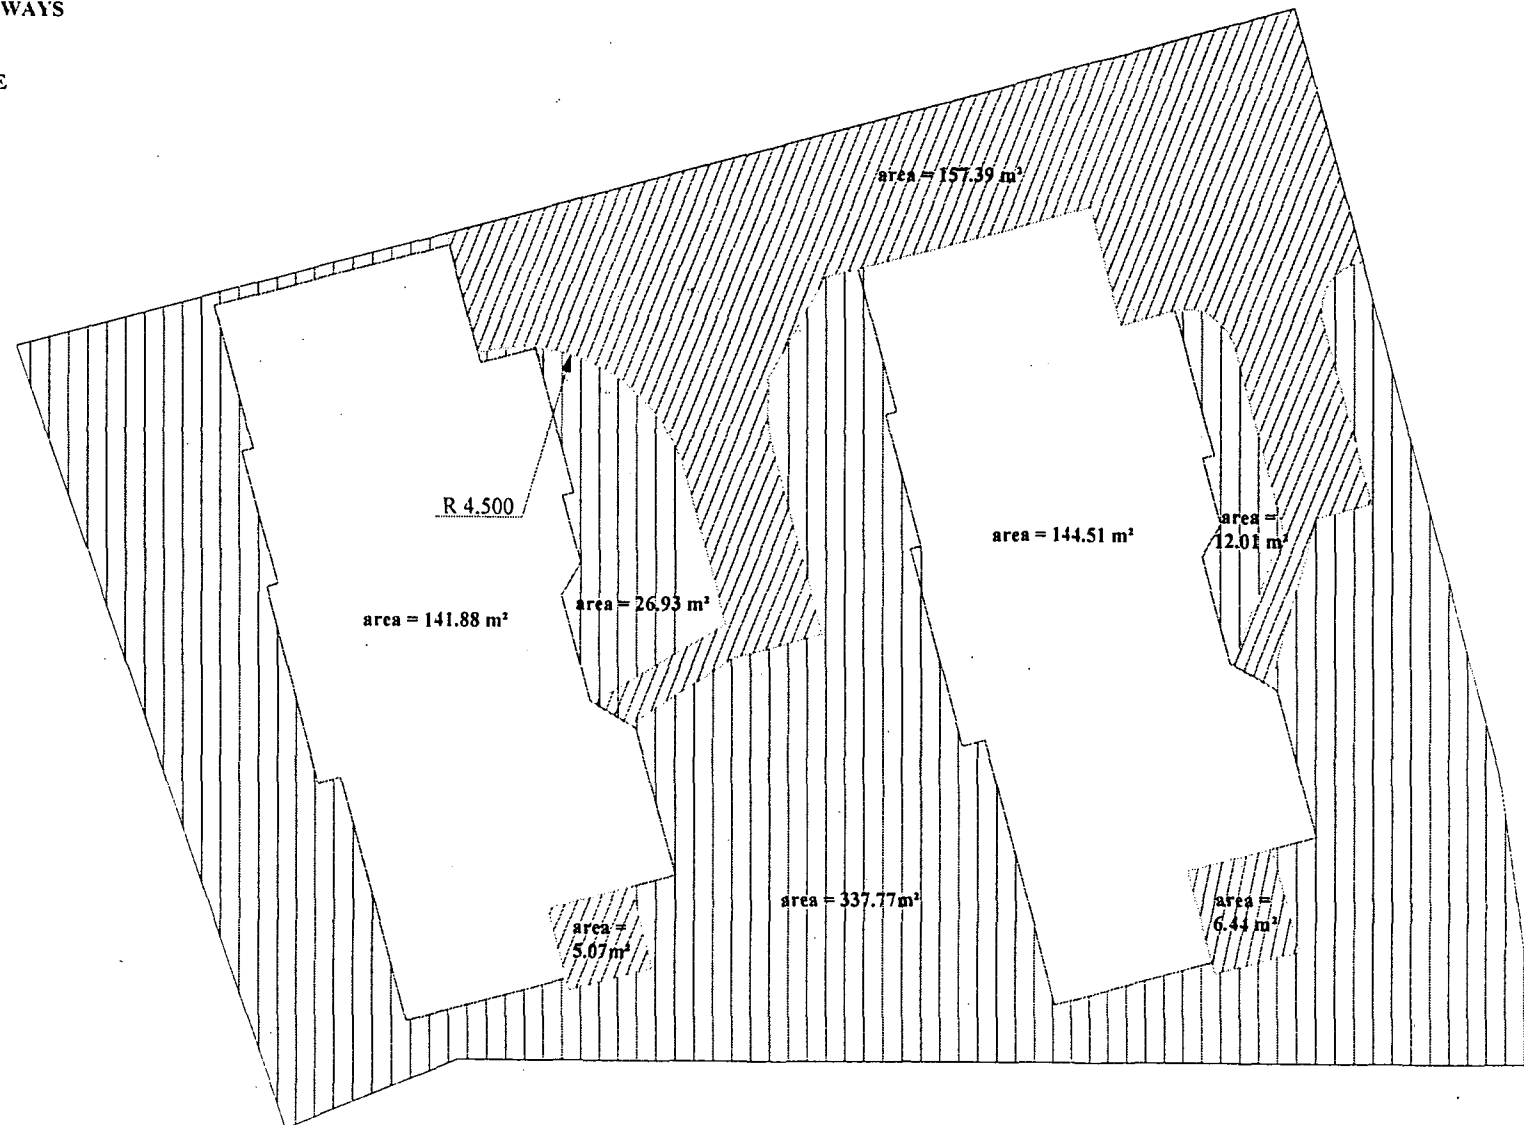 WAYS
E
area = 157.39 m²
R 4.500
area = 144.51 m²
area =
12.01 m²
area = 26.93 m²
area = 141.88 m²
area = 337.77m²
area =
6.44 m²
area =
5.07m²